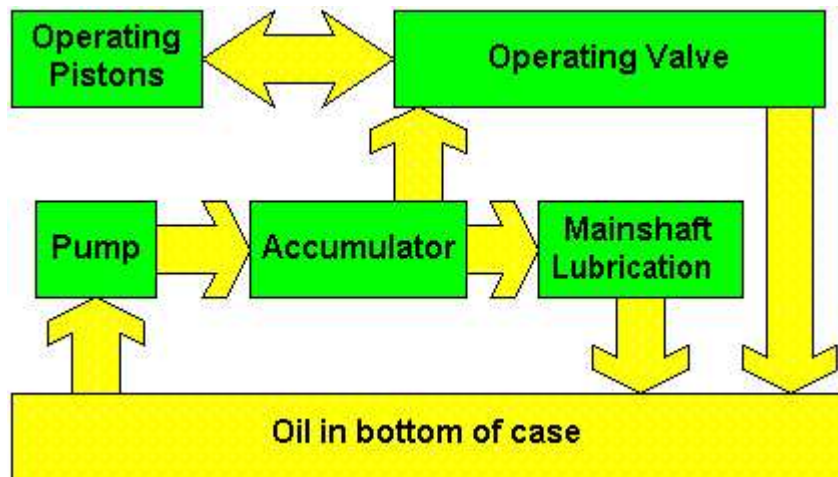 Operating
Pistons
Operating Valve
Pump
Accumulator
Mainshaft
Lubrication
Oil in bottom of case